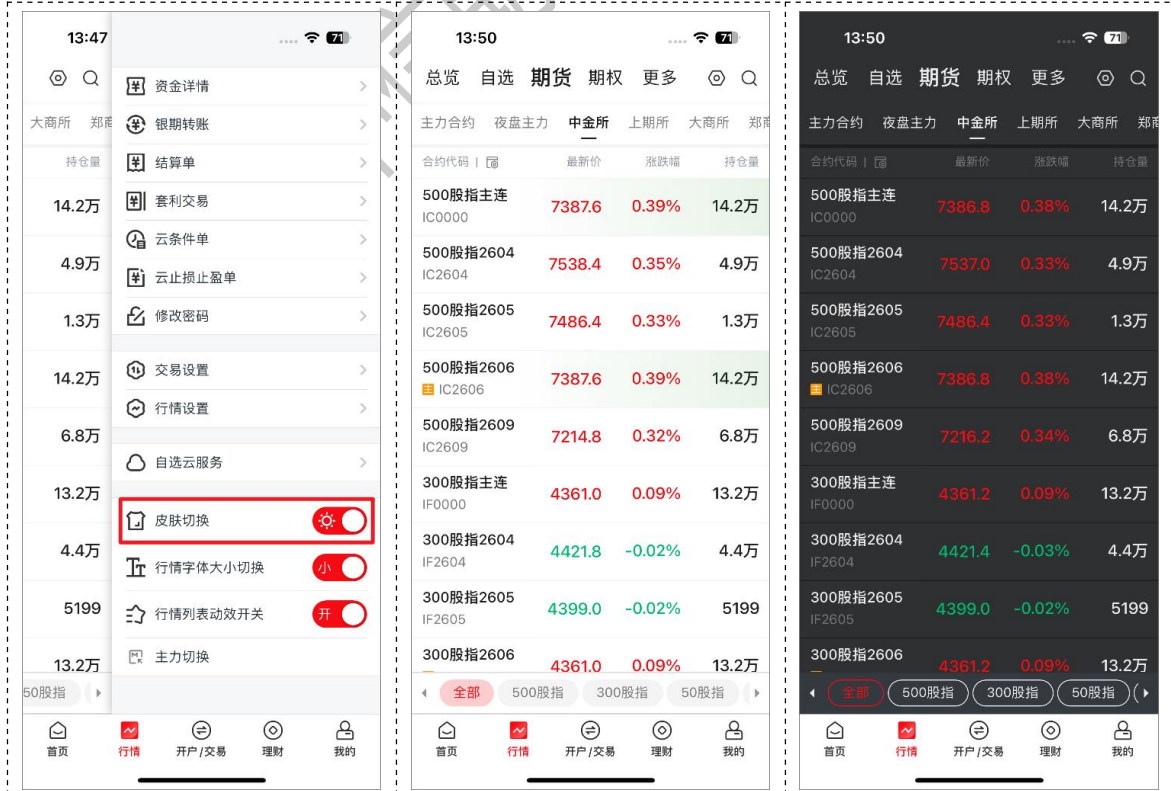 13:47
71
大商所 郑商
持仓量
14.2万
4.9万
1.3万
14.2万
6.8万
13.2万
4.4万
5199
13.2万
50股指
资金详情
银期转账
结算单
套利交易
云条件单
云止损止盈单
修改密码
交易设置
行情设置
自选云服务
皮肤切换
行情字体大小切换 小
行情列表动效开关 开
主力切换
首页 行情 开户/交易 理财 我的
13:50
71
总览 自选 期货 期权 更多
主力合约 夜盘主力 中金所 上期所 大商所 郑商
合约代码 | 最新价 涨跌幅 持仓量
500股指主连
IC0000 7387.6 0.39% 14.2万
500股指2604
IC2604 7538.4 0.35% 4.9万
500股指2605
IC2605 7486.4 0.33% 1.3万
500股指2606
主 IC2606 7387.6 0.39% 14.2万
500股指2609
IC2609 7214.8 0.32% 6.8万
300股指主连
IF0000 4361.0 0.09% 13.2万
300股指2604
IF2604 4421.8 -0.02% 4.4万
300股指2605
IF2605 4399.0 -0.02% 5199
300股指2606 4361.0 0.09% 13.2万
全部 500股指 300股指 50股指
首页 行情 开户/交易 理财 我的
13:50
71
总览 自选 期货 期权 更多
主力合约 夜盘主力 中金所 上期所 大商所 郑商
合约代码 | 最新价 涨跌幅 持仓量
500股指主连
IC0000 7386.8 0.38% 14.2万
500股指2604
IC2604 7537.0 0.33% 4.9万
500股指2605
IC2605 7486.4 0.33% 1.3万
500股指2606
主 IC2606 7386.8 0.38% 14.2万
500股指2609
IC2609 7216.2 0.34% 6.8万
300股指主连
IF0000 4361.2 0.09% 13.2万
300股指2604
IF2604 4421.4 -0.03% 4.4万
300股指2605
IF2605 4399.0 -0.02% 5199
300股指2606 4361.2 0.09% 13.2万
全部 500股指 300股指 50股指
首页 行情 开户/交易 理财 我的